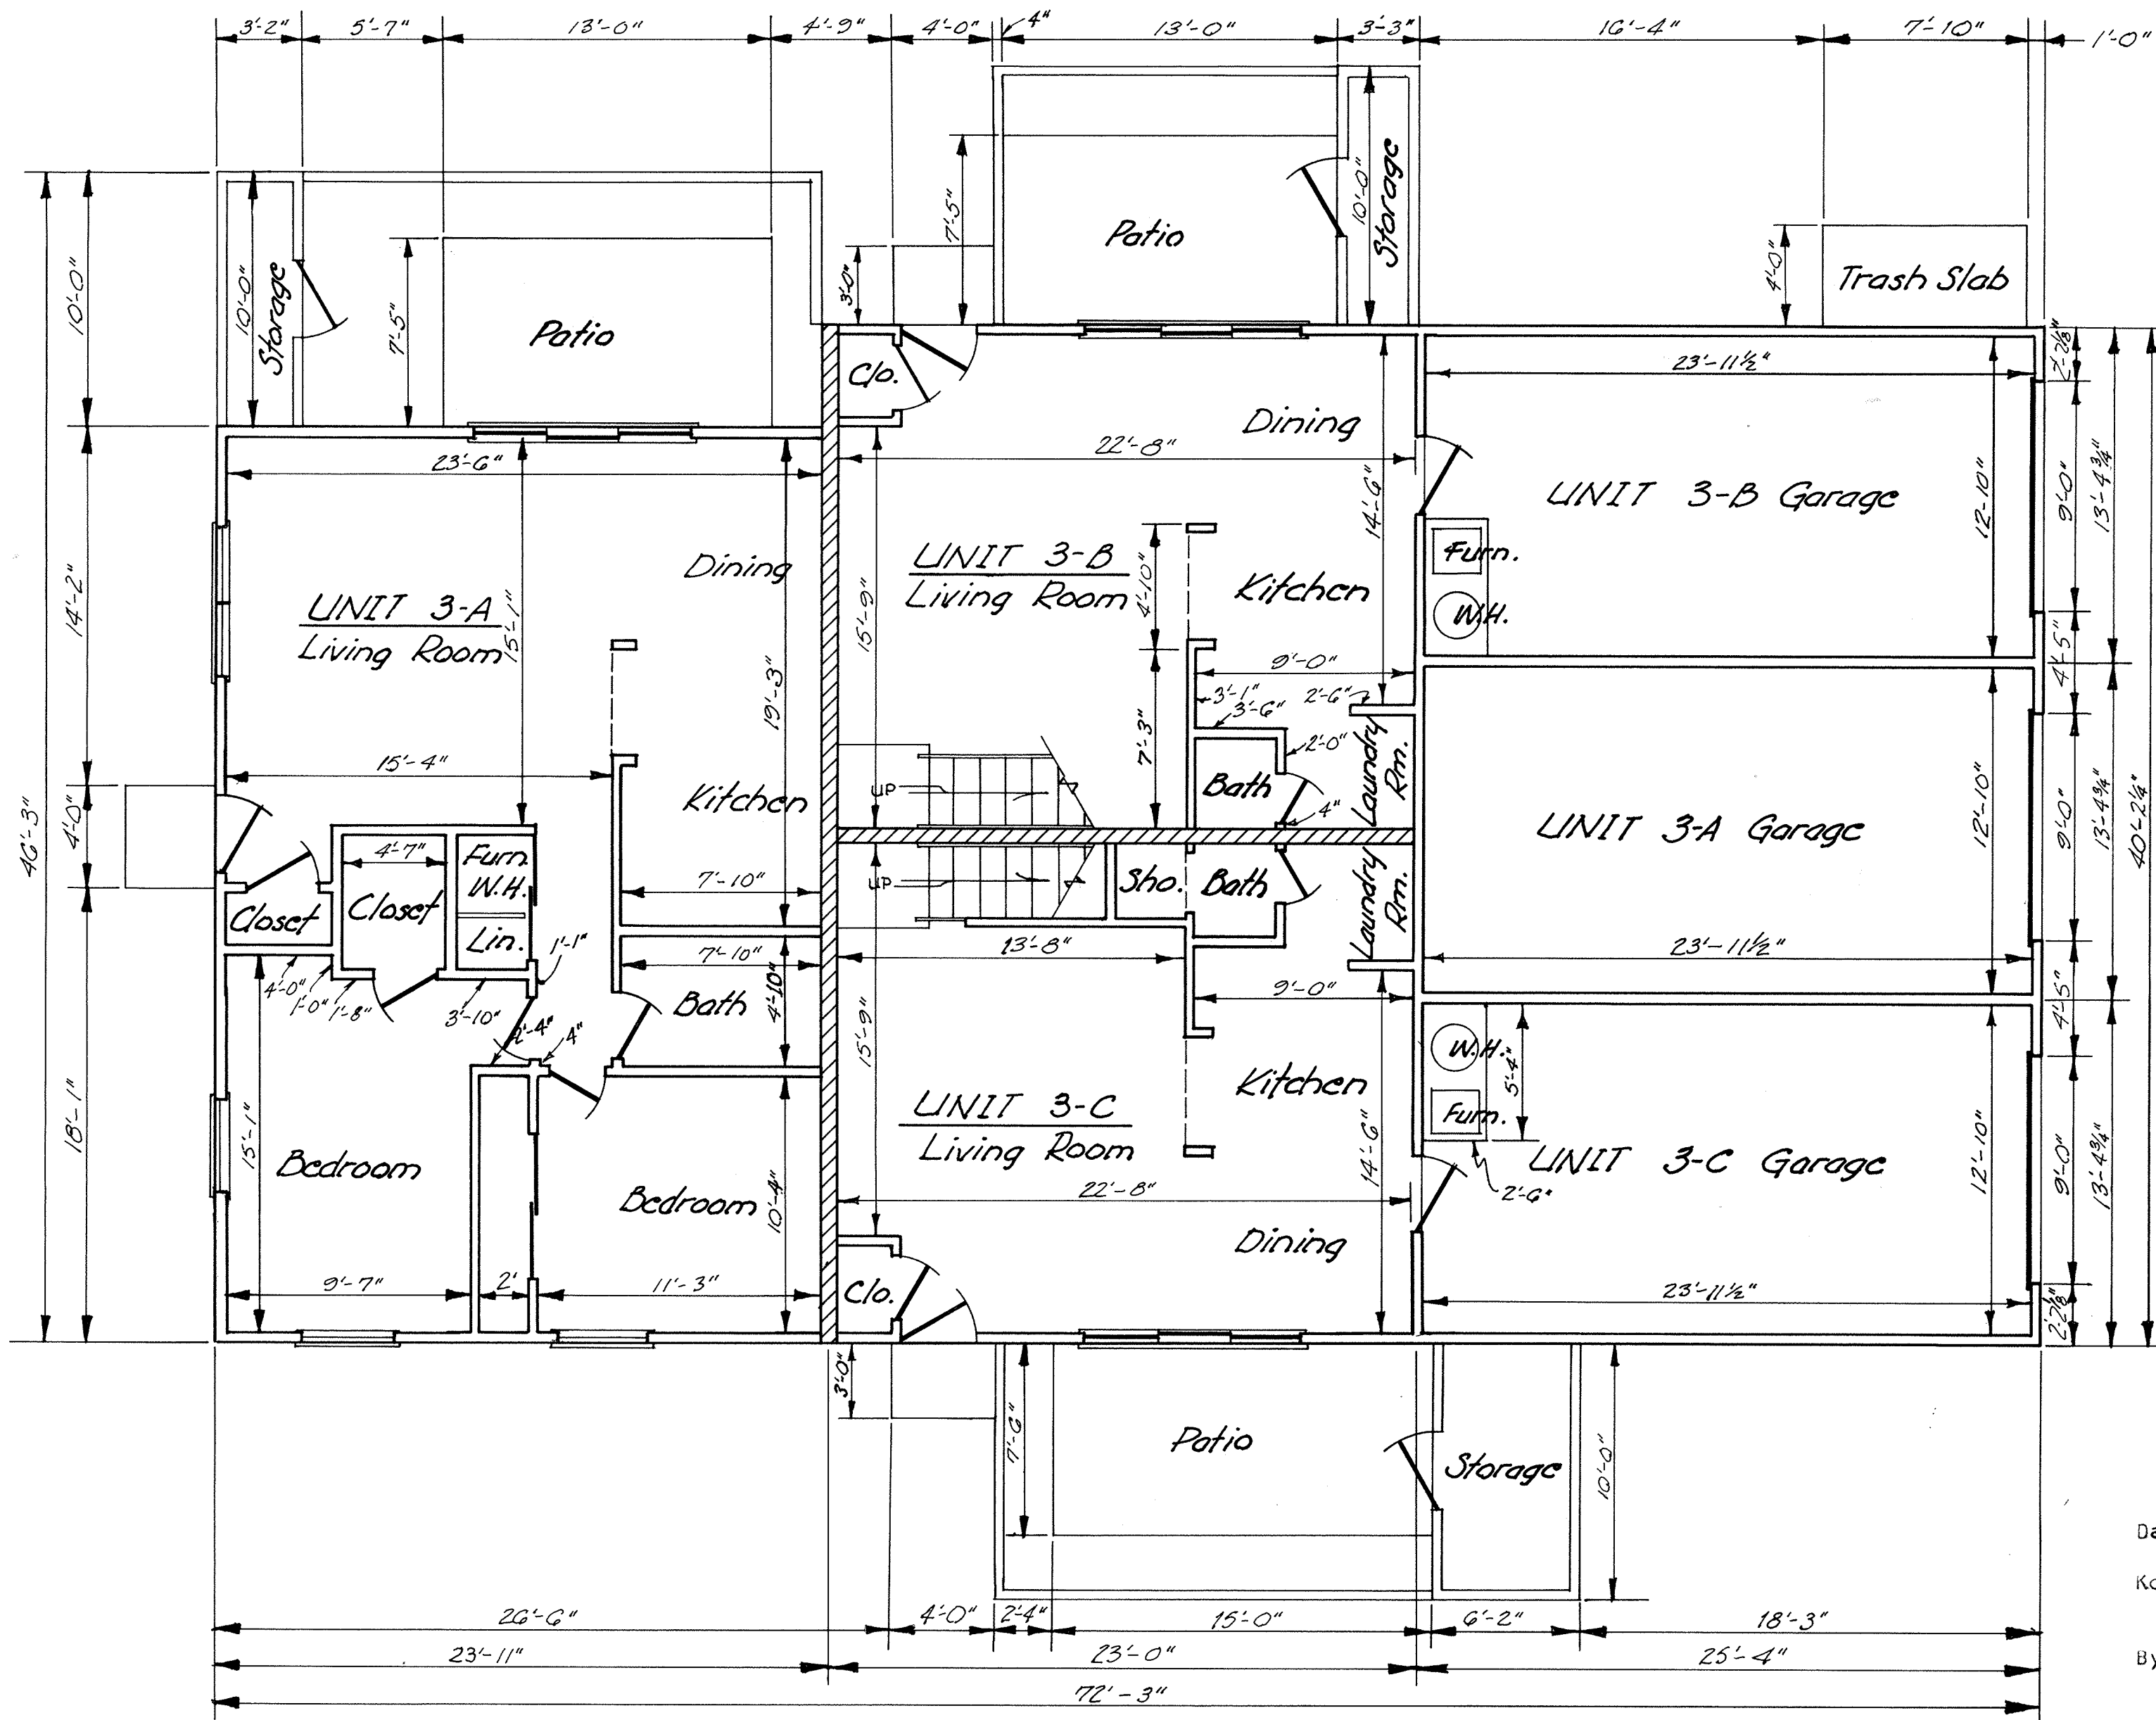 3'-2" 5'-7" 13'-0" 4'-9" 4'-0" 4" 13'-0" 3'-3" 16'-4" 7'-10" 1'-0"
46'-3"
10'-0"
14'-2"
4'-0"
18'-1"
10'-0"
Storage
7'-5"
Patio
3'-0"
7'-5"
Patio
10'-0"
Storage
4'-0"
Trash Slab
23'-6"
UNIT 3-A
Living Room
15'-1"
Dining
19'-3"
15'-4"
Kitchen
7'-10"
4'-7"
Closet
Closet
Furn.
W.H.
Lin.
1'-1"
4'-0"
1'-0"
1'-8"
3'-10"
2'-4"
4"
7'-10"
Bath
4'-10"
15'-1"
Bedroom
9'-7"
2'
Bedroom
10'-4"
11'-3"
Clo.
Dining
22'-8"
14'-6"
15'-9"
UNIT 3-B
Living Room
4'-10"
Kitchen
9'-0"
7'-3"
3'-1"
3'-6"
2'-6"
2'-0"
UP
Bath
4"
Laundry
Rm.
UP
Sho.
Bath
Laundry
Rm.
13'-8"
9'-0"
15'-9"
Kitchen
UNIT 3-C
Living Room
22'-8"
14'-6"
Dining
Clo.
3'-0"
7'-6"
Patio
Storage
10'-0"
23'-11½"
UNIT 3-B Garage
12'-10"
Furn.
W.H.
UNIT 3-A Garage
12'-10"
23'-11½"
W.H.
5'-4"
Furn.
2'-6"
UNIT 3-C Garage
12'-10"
23'-11½"
2'-2⅛"
9'-0"
13'-4¾"
4'-5"
9'-0"
13'-4¾"
40'-2¼"
4'-5"
9'-0"
13'-4¾"
2'-2⅛"
26'-6" 4'-0" 2'-4" 15'-0" 6'-2" 18'-3"
23'-11" 23'-0" 25'-4"
72'-3"
Da
Ko
By